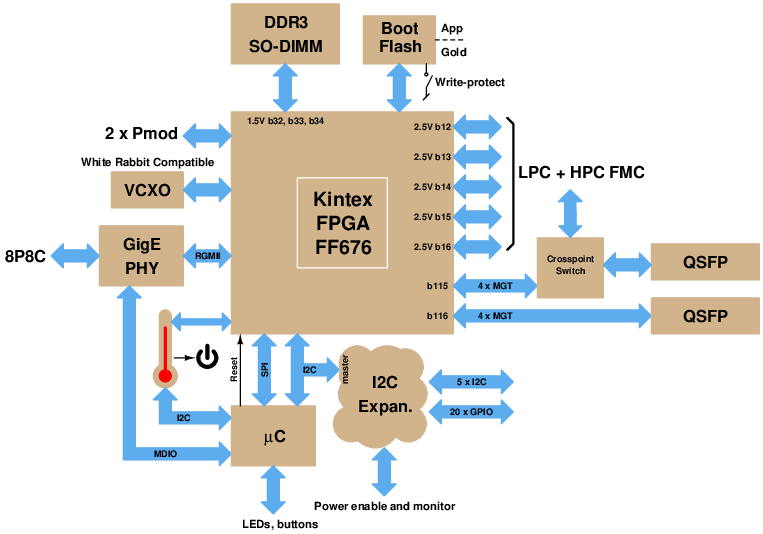 DDR3
SO-DIMM
Boot
Flash
App
Gold
Write-protect
1.5V b32, b33, b34
2 x Pmod
White Rabbit Compatible
VCXO
GigE
PHY
8P8C
RGMII
Kintex
FPGA
FF676
2.5V b12
2.5V b13
2.5V b14
2.5V b15
2.5V b16
LPC + HPC FMC
Crosspoint
Switch
QSFP
b115
4 x MGT
b116
4 x MGT
QSFP
Reset
SPI
I2C
master
I2C
Expan.
5 x I2C
20 x GPIO
I2C
µC
MDIO
Power enable and monitor
LEDs, buttons